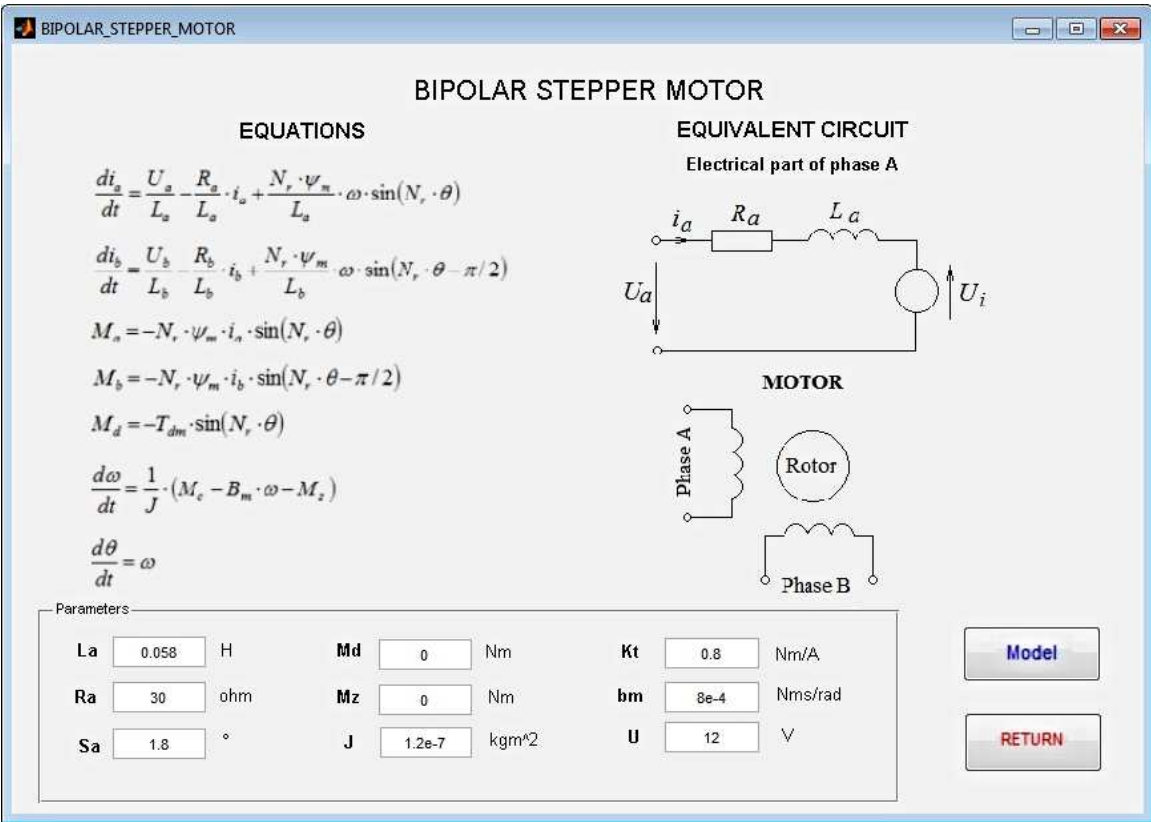 BIPOLAR_STEPPER_MOTOR
BIPOLAR STEPPER MOTOR
EQUATIONS
di_a/dt = U_a/L_a − R_a/L_a · i_a + N_r · ψ_m/L_a · ω · sin(N_r · θ)
di_b/dt = U_b/L_b − R_b/L_b · i_b + N_r · ψ_m/L_b · ω · sin(N_r · θ − π/2)
M_a = −N_r · ψ_m · i_a · sin(N_r · θ)
M_b = −N_r · ψ_m · i_b · sin(N_r · θ − π/2)
M_d = −T_dm · sin(N_r · θ)
dω/dt = 1/J · (M_e − B_m · ω − M_z)
dθ/dt = ω
EQUIVALENT CIRCUIT
Electrical part of phase A
i_a R_a L_a
U_a U_i
MOTOR
Phase A
Rotor
Phase B
Parameters
La 0.058 H Md 0 Nm Kt 0.8 Nm/A
Ra 30 ohm Mz 0 Nm bm 8e-4 Nms/rad
Sa 1.8 ° J 1.2e-7 kgm^2 U 12 V
Model
RETURN